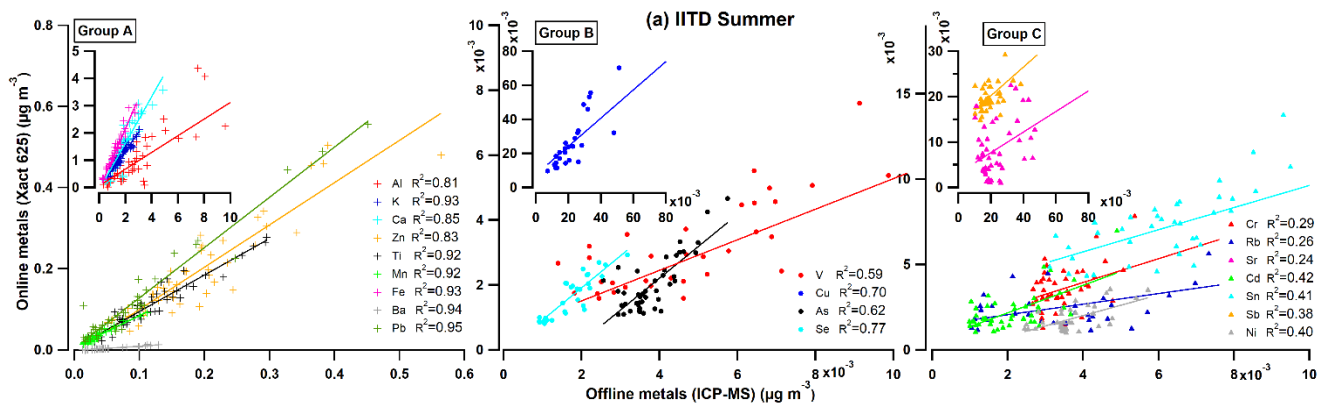 (a) IITD Summer
Online metals (Xact 625) (µg m⁻³)
Group A
5
4
3
2
1
0
0 2 4 6 8 10
0.8
0.6
0.4
0.2
0.0
Al R²=0.81
K R²=0.93
Ca R²=0.85
Zn R²=0.83
Ti R²=0.92
Mn R²=0.92
Fe R²=0.93
Ba R²=0.94
Pb R²=0.95
0.0 0.1 0.2 0.3 0.4 0.5 0.6
Group B
x10⁻³
80
60
40
20
0
0 20 40 60 80
x10⁻³
x10⁻³
10
8
6
4
2
0
V R²=0.59
Cu R²=0.70
As R²=0.62
Se R²=0.77
0 2 4 6 8 x10⁻³ 10
Offline metals (ICP-MS) (µg m⁻³)
Group C
x10⁻³
30
20
10
0
0 20 40 60 80
x10⁻³
x10⁻³
15
10
5
0
Cr R²=0.29
Rb R²=0.26
Sr R²=0.24
Cd R²=0.42
Sn R²=0.41
Sb R²=0.38
Ni R²=0.40
0 2 4 6 8 x10⁻³ 10